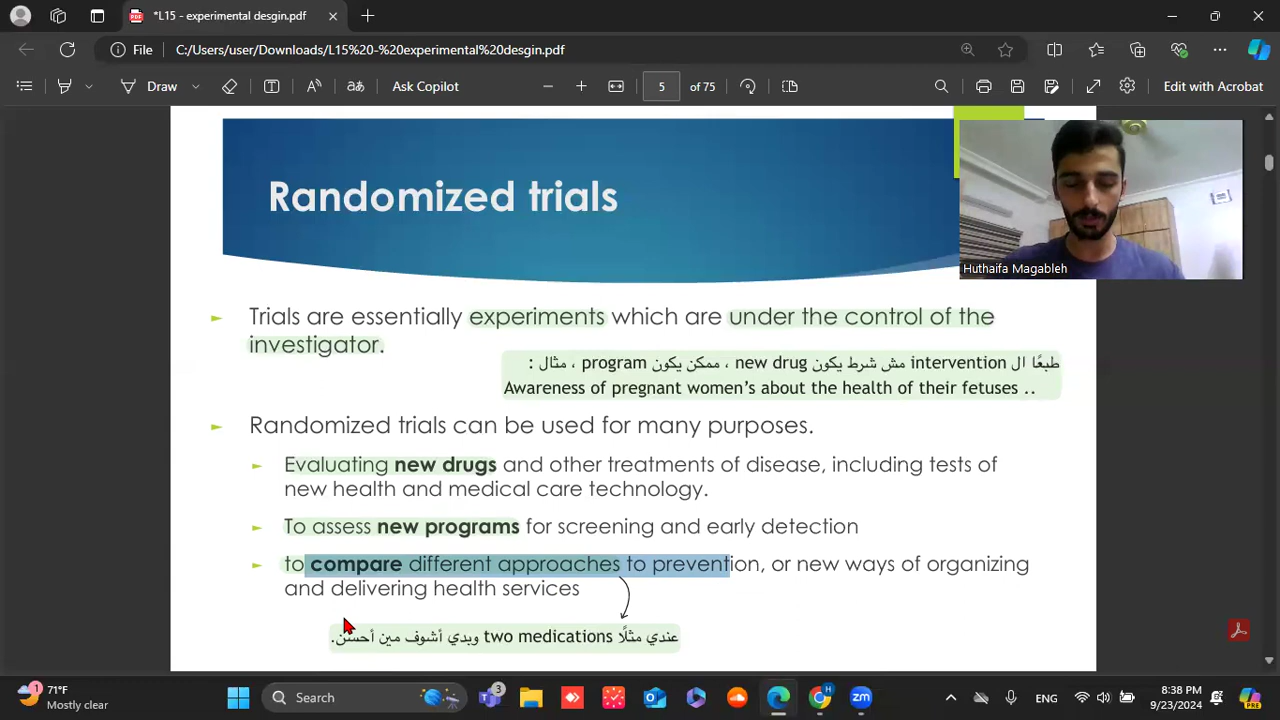 *L15 - experimental desgin.pdf
File
C:/Users/user/Downloads/L15%20-%20experimental%20desgin.pdf
Draw
Ask Copilot
5
of 75
Edit with Acrobat
Randomized trials
Huthaifa Magableh
Trials are essentially experiments which are under the control of the
investigator.
طبعًا ال intervention مش شرط يكون new drug ، ممكن يكون program ، مثال :
Awareness of pregnant women's about the health of their fetuses ..
Randomized trials can be used for many purposes.
Evaluating new drugs and other treatments of disease, including tests of
new health and medical care technology.
To assess new programs for screening and early detection
to compare different approaches to prevention, or new ways of organizing
and delivering health services
عندي مثلًا two medications وبدي أشوف مين أحسن.
1
71°F
Mostly clear
Search
3
zm
ENG
8:38 PM
9/23/2024
PRE